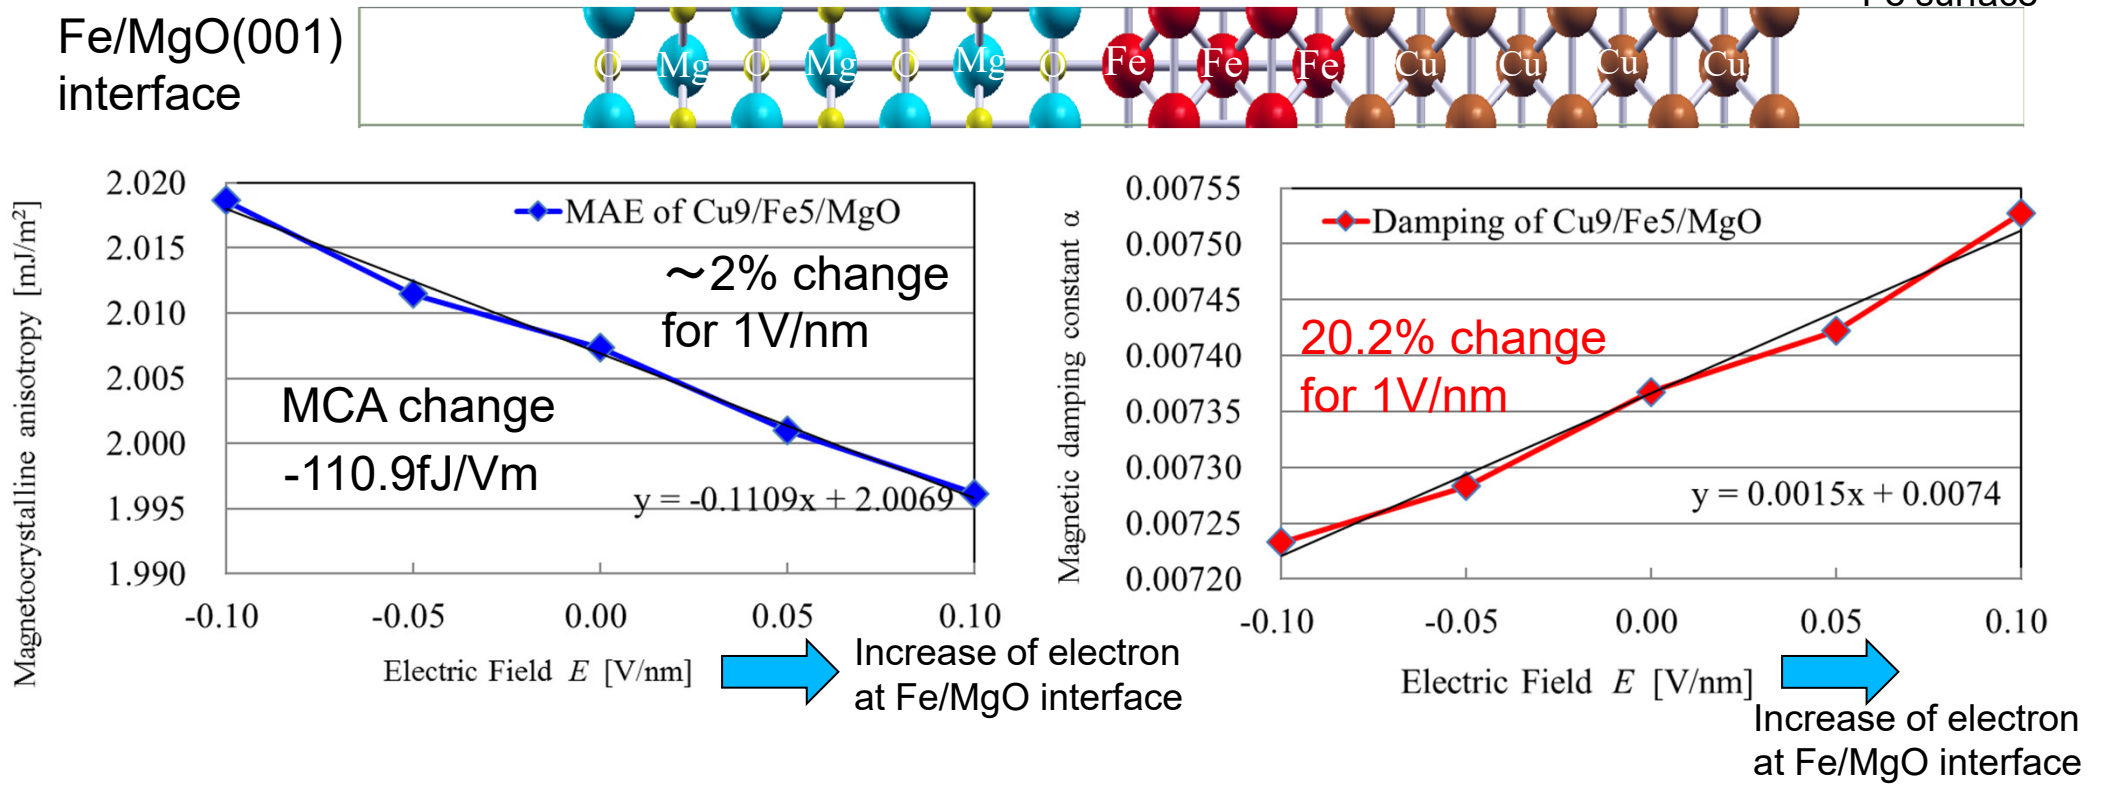 Fe surface
Fe/MgO(001)
interface
O Mg O Mg O Mg O Fe Fe Fe Cu Cu Cu Cu
Magnetocrystalline anisotropy [mJ/m²]
2.020
2.015
2.010
2.005
2.000
1.995
1.990
MAE of Cu9/Fe5/MgO
~2% change
for 1V/nm
MCA change
-110.9fJ/Vm
y = -0.1109x + 2.0069
-0.10 -0.05 0.00 0.05 0.10
Electric Field E [V/nm]
Increase of electron
at Fe/MgO interface
Magnetic damping constant α
0.00755
0.00750
0.00745
0.00740
0.00735
0.00730
0.00725
0.00720
Damping of Cu9/Fe5/MgO
20.2% change
for 1V/nm
y = 0.0015x + 0.0074
-0.10 -0.05 0.00 0.05 0.10
Electric Field E [V/nm]
Increase of electron
at Fe/MgO interface